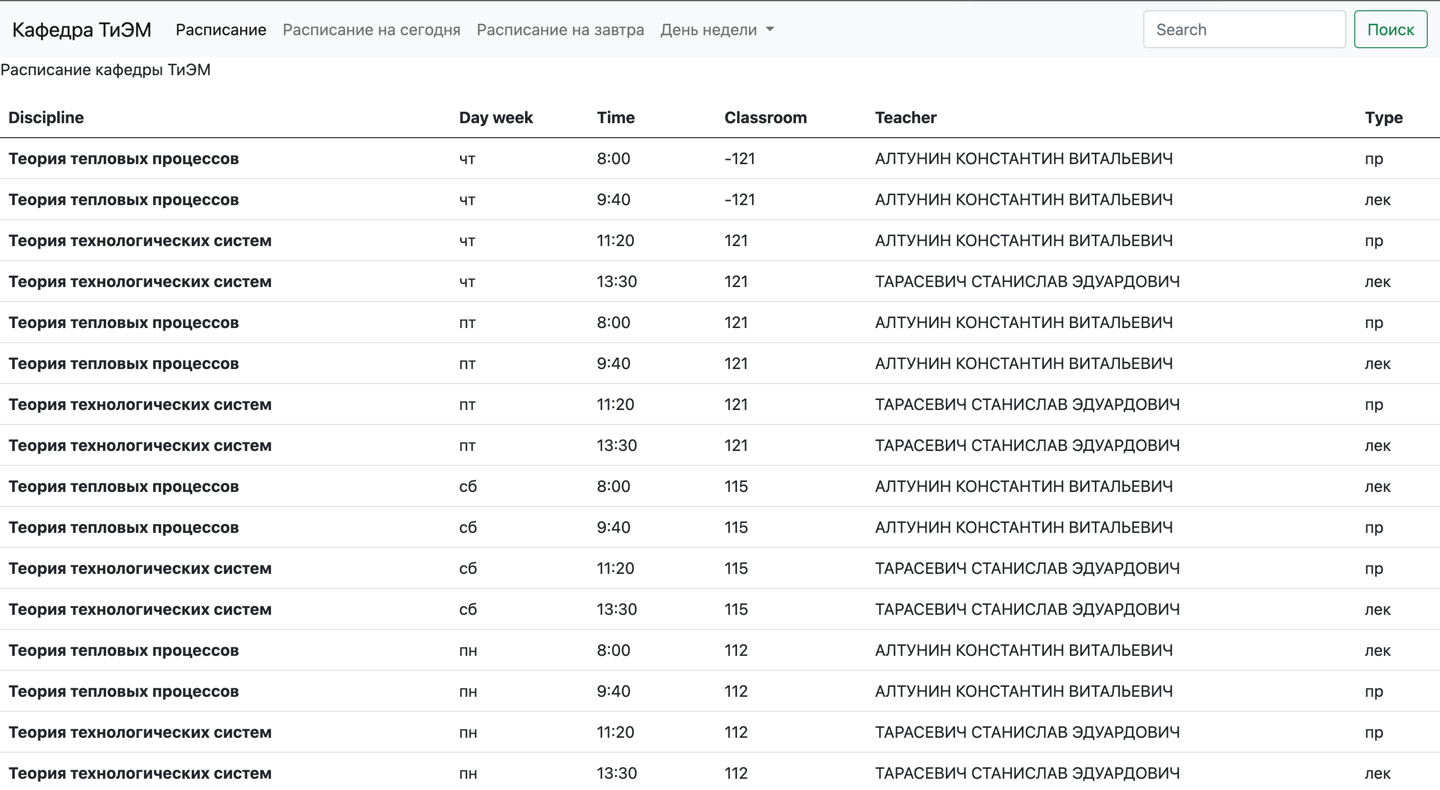 Кафедра ТиЭМ Расписание Расписание на сегодня Расписание на завтра День недели Search Поиск
Расписание кафедры ТиЭМ
Discipline Day week Time Classroom Teacher Type
Теория тепловых процессов чт 8:00 -121 АЛТУНИН КОНСТАНТИН ВИТАЛЬЕВИЧ пр
Теория тепловых процессов чт 9:40 -121 АЛТУНИН КОНСТАНТИН ВИТАЛЬЕВИЧ лек
Теория технологических систем чт 11:20 121 АЛТУНИН КОНСТАНТИН ВИТАЛЬЕВИЧ пр
Теория технологических систем чт 13:30 121 ТАРАСЕВИЧ СТАНИСЛАВ ЭДУАРДОВИЧ лек
Теория тепловых процессов пт 8:00 121 АЛТУНИН КОНСТАНТИН ВИТАЛЬЕВИЧ пр
Теория тепловых процессов пт 9:40 121 АЛТУНИН КОНСТАНТИН ВИТАЛЬЕВИЧ лек
Теория технологических систем пт 11:20 121 ТАРАСЕВИЧ СТАНИСЛАВ ЭДУАРДОВИЧ пр
Теория технологических систем пт 13:30 121 ТАРАСЕВИЧ СТАНИСЛАВ ЭДУАРДОВИЧ лек
Теория тепловых процессов сб 8:00 115 АЛТУНИН КОНСТАНТИН ВИТАЛЬЕВИЧ лек
Теория тепловых процессов сб 9:40 115 АЛТУНИН КОНСТАНТИН ВИТАЛЬЕВИЧ пр
Теория технологических систем сб 11:20 115 ТАРАСЕВИЧ СТАНИСЛАВ ЭДУАРДОВИЧ пр
Теория технологических систем сб 13:30 115 ТАРАСЕВИЧ СТАНИСЛАВ ЭДУАРДОВИЧ лек
Теория тепловых процессов пн 8:00 112 АЛТУНИН КОНСТАНТИН ВИТАЛЬЕВИЧ лек
Теория тепловых процессов пн 9:40 112 АЛТУНИН КОНСТАНТИН ВИТАЛЬЕВИЧ пр
Теория технологических систем пн 11:20 112 ТАРАСЕВИЧ СТАНИСЛАВ ЭДУАРДОВИЧ пр
Теория технологических систем пн 13:30 112 ТАРАСЕВИЧ СТАНИСЛАВ ЭДУАРДОВИЧ лек